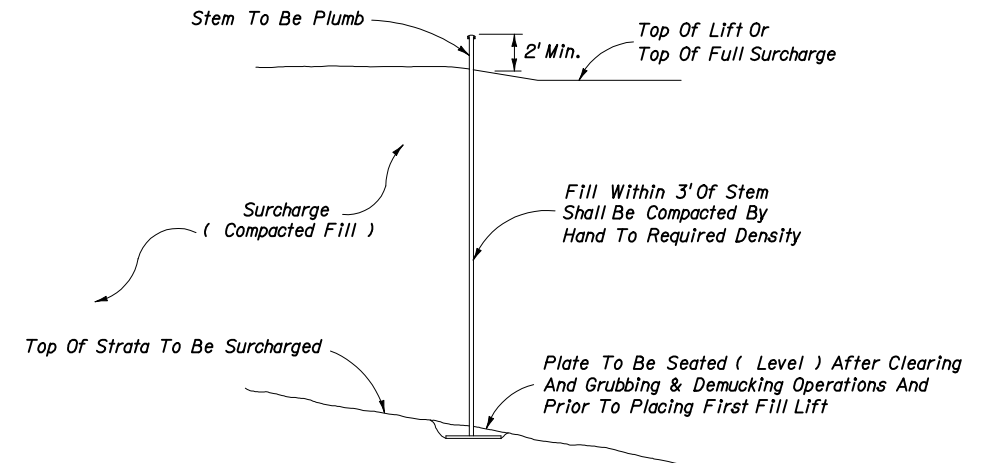 Stem To Be Plumb
2' Min.
Top Of Lift Or
Top Of Full Surcharge
Surcharge
( Compacted Fill )
Fill Within 3' Of Stem
Shall Be Compacted By
Hand To Required Density
Top Of Strata To Be Surcharged
Plate To Be Seated ( Level ) After Clearing
And Grubbing & Demucking Operations And
Prior To Placing First Fill Lift